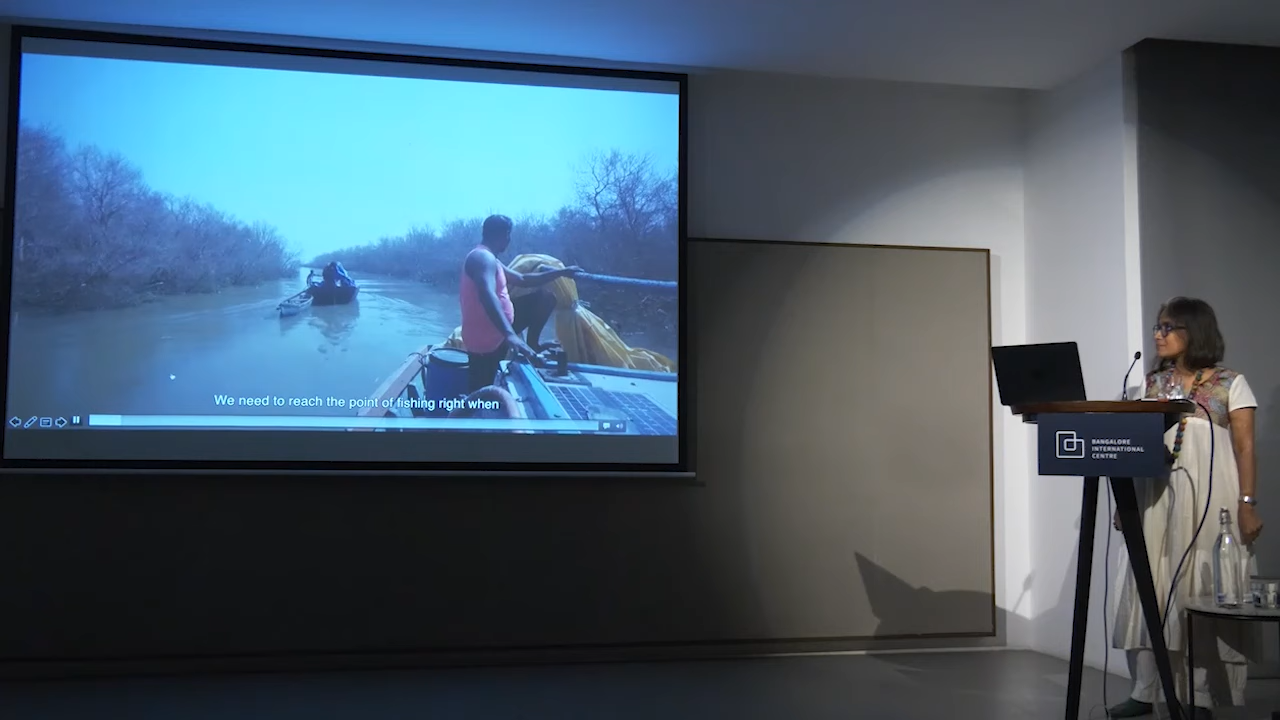 We need to reach the point of fishing right when
BANGALORE
INTERNATIONAL
CENTRE